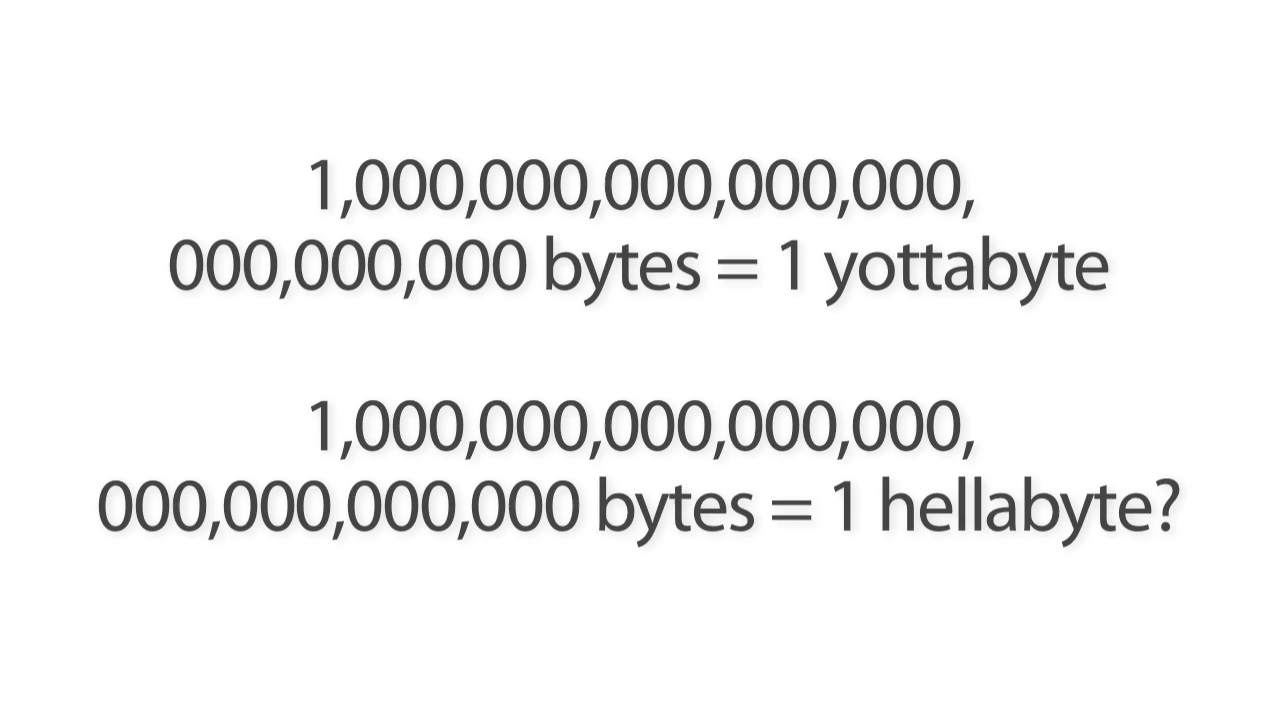 1,000,000,000,000,000,
000,000,000 bytes = 1 yottabyte
1,000,000,000,000,000,
000,000,000,000 bytes = 1 hellabyte?